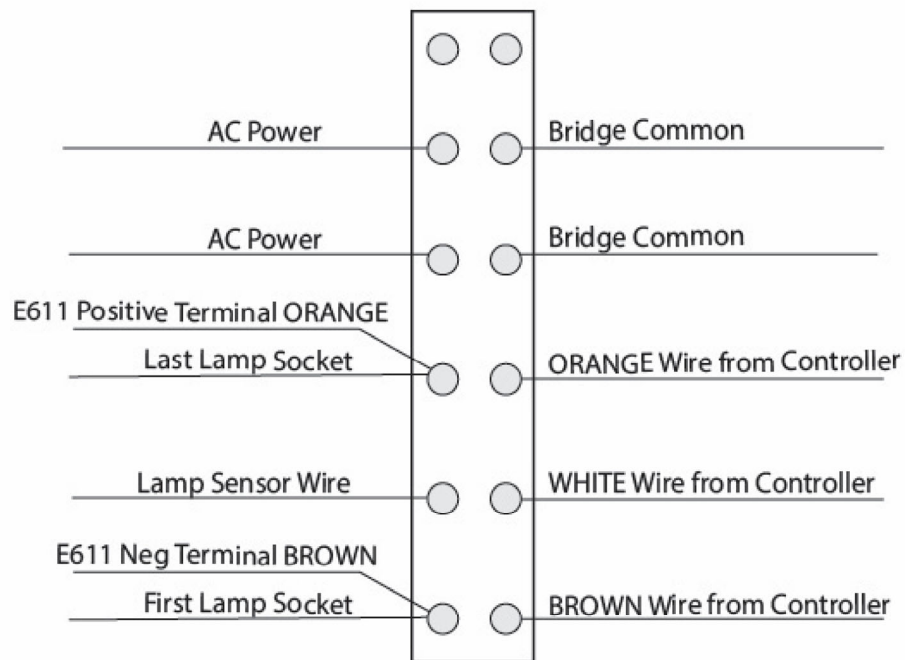 AC Power
Bridge Common
AC Power
Bridge Common
E611 Positive Terminal ORANGE
Last Lamp Socket
ORANGE Wire from Controller
Lamp Sensor Wire
WHITE Wire from Controller
E611 Neg Terminal BROWN
First Lamp Socket
BROWN Wire from Controller